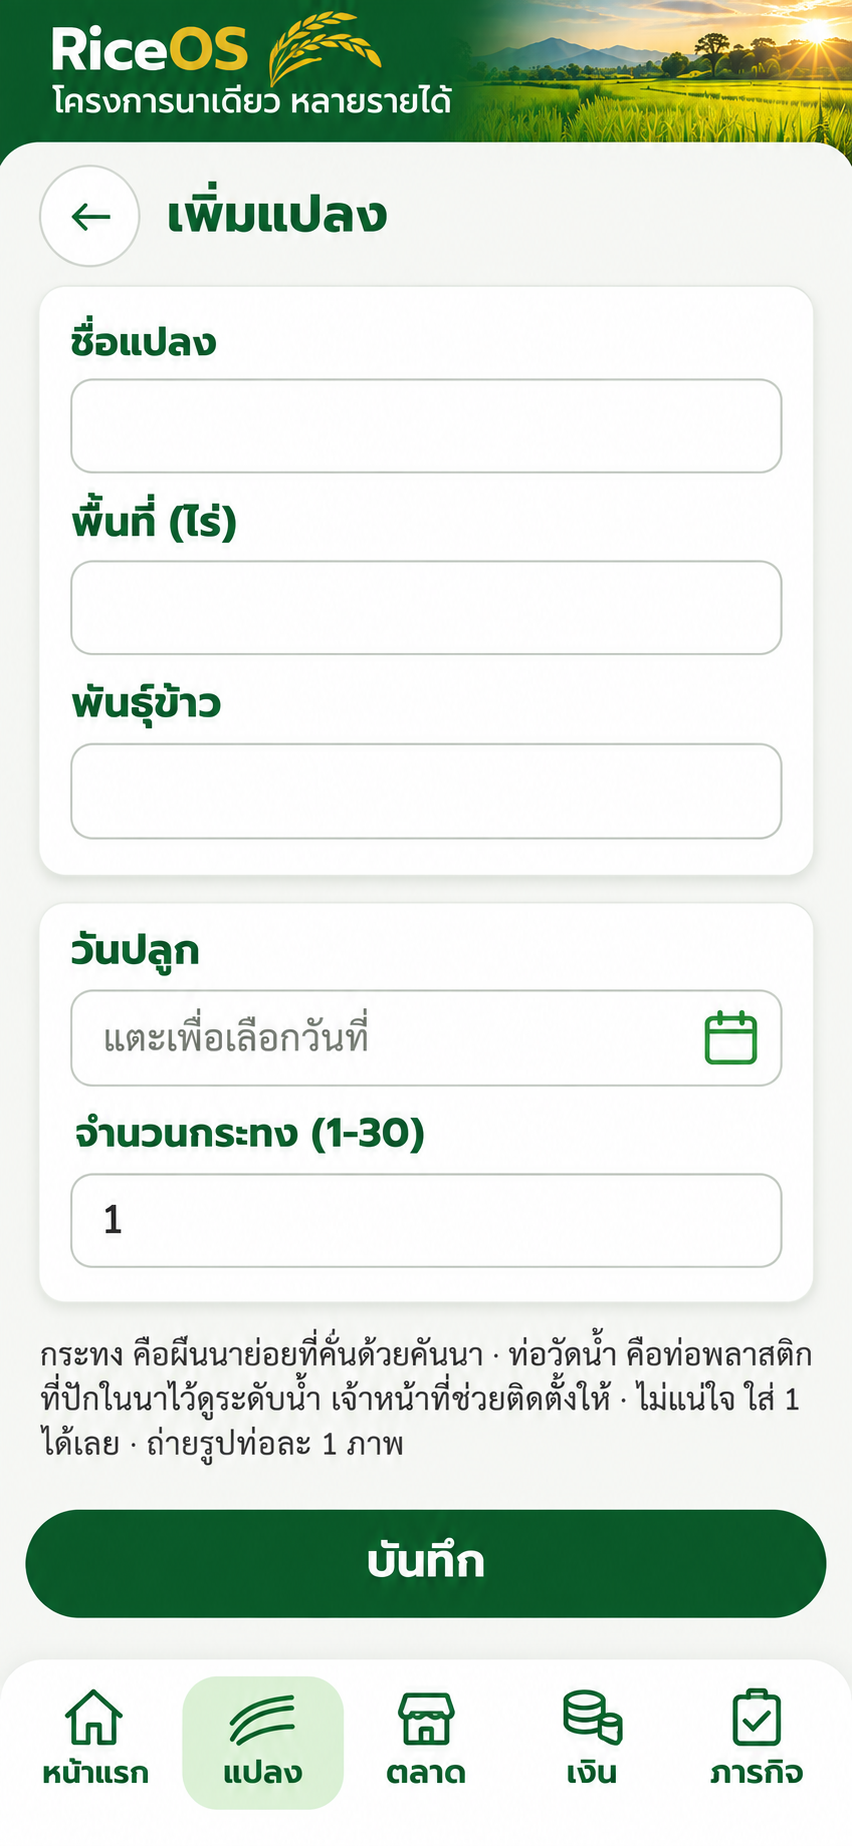 RiceOS
โครงการนาเดียว หลายรายได้
เพิ่มแปลง
ชื่อแปลง
พื้นที่ (ไร่)
พันธุ์ข้าว
วันปลูก
แตะเพื่อเลือกวันที่
จำนวนกระทง (1-30)
1
กระทง คือผืนนาย่อยที่คั่นด้วยคันนา · ท่อวัดน้ำ คือท่อพลาสติก
ที่ปักในนาไว้ดูระดับน้ำ เจ้าหน้าที่ช่วยติดตั้งให้ · ไม่แน่ใจ ใส่ 1
ได้เลย · ถ่ายรูปท่อละ 1 ภาพ
บันทึก
หน้าแรก
แปลง
ตลาด
เงิน
ภารกิจ